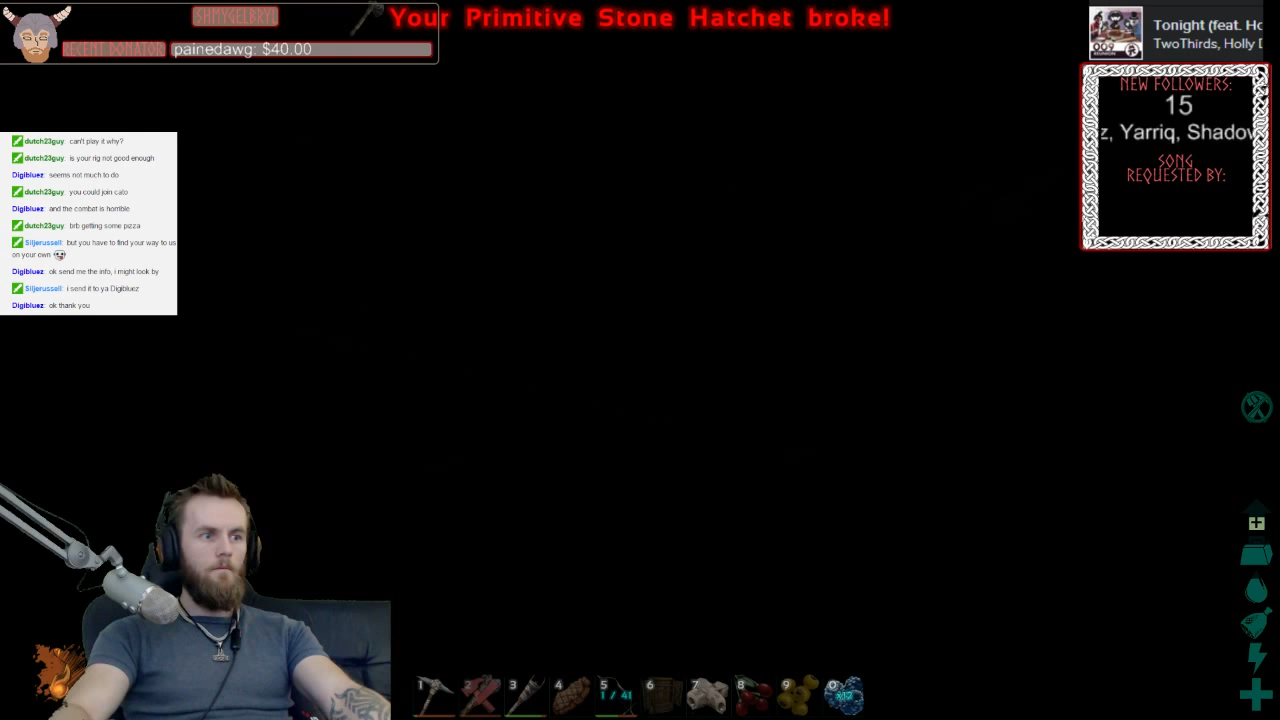 ISHMYGELBRYL
Your Primitive Stone Hatchet broke!
RECENT DONATOR
painedawg: $40.00
Tonight (feat. Ho
TwoThirds, Holly D
009
NEW FOLLOWERS:
15
z, Yarriq, Shadow
SONG
REQUESTED BY:
dutch23guy: can't play it why?
dutch23guy: is your rig not good enough
Digibluez: seems not much to do
dutch23guy: you could join cato
Digibluez: and the combat is horrible
dutch23guy: brb getting some pizza
Siljerussell: but you have to find your way to us
on your own
Digibluez: ok send me the info, i might look by
Siljerussell: i send it to ya Digibluez
Digibluez: ok thank you
1 2 3 4 5 6 7 8 9 0
1 / 41
x12